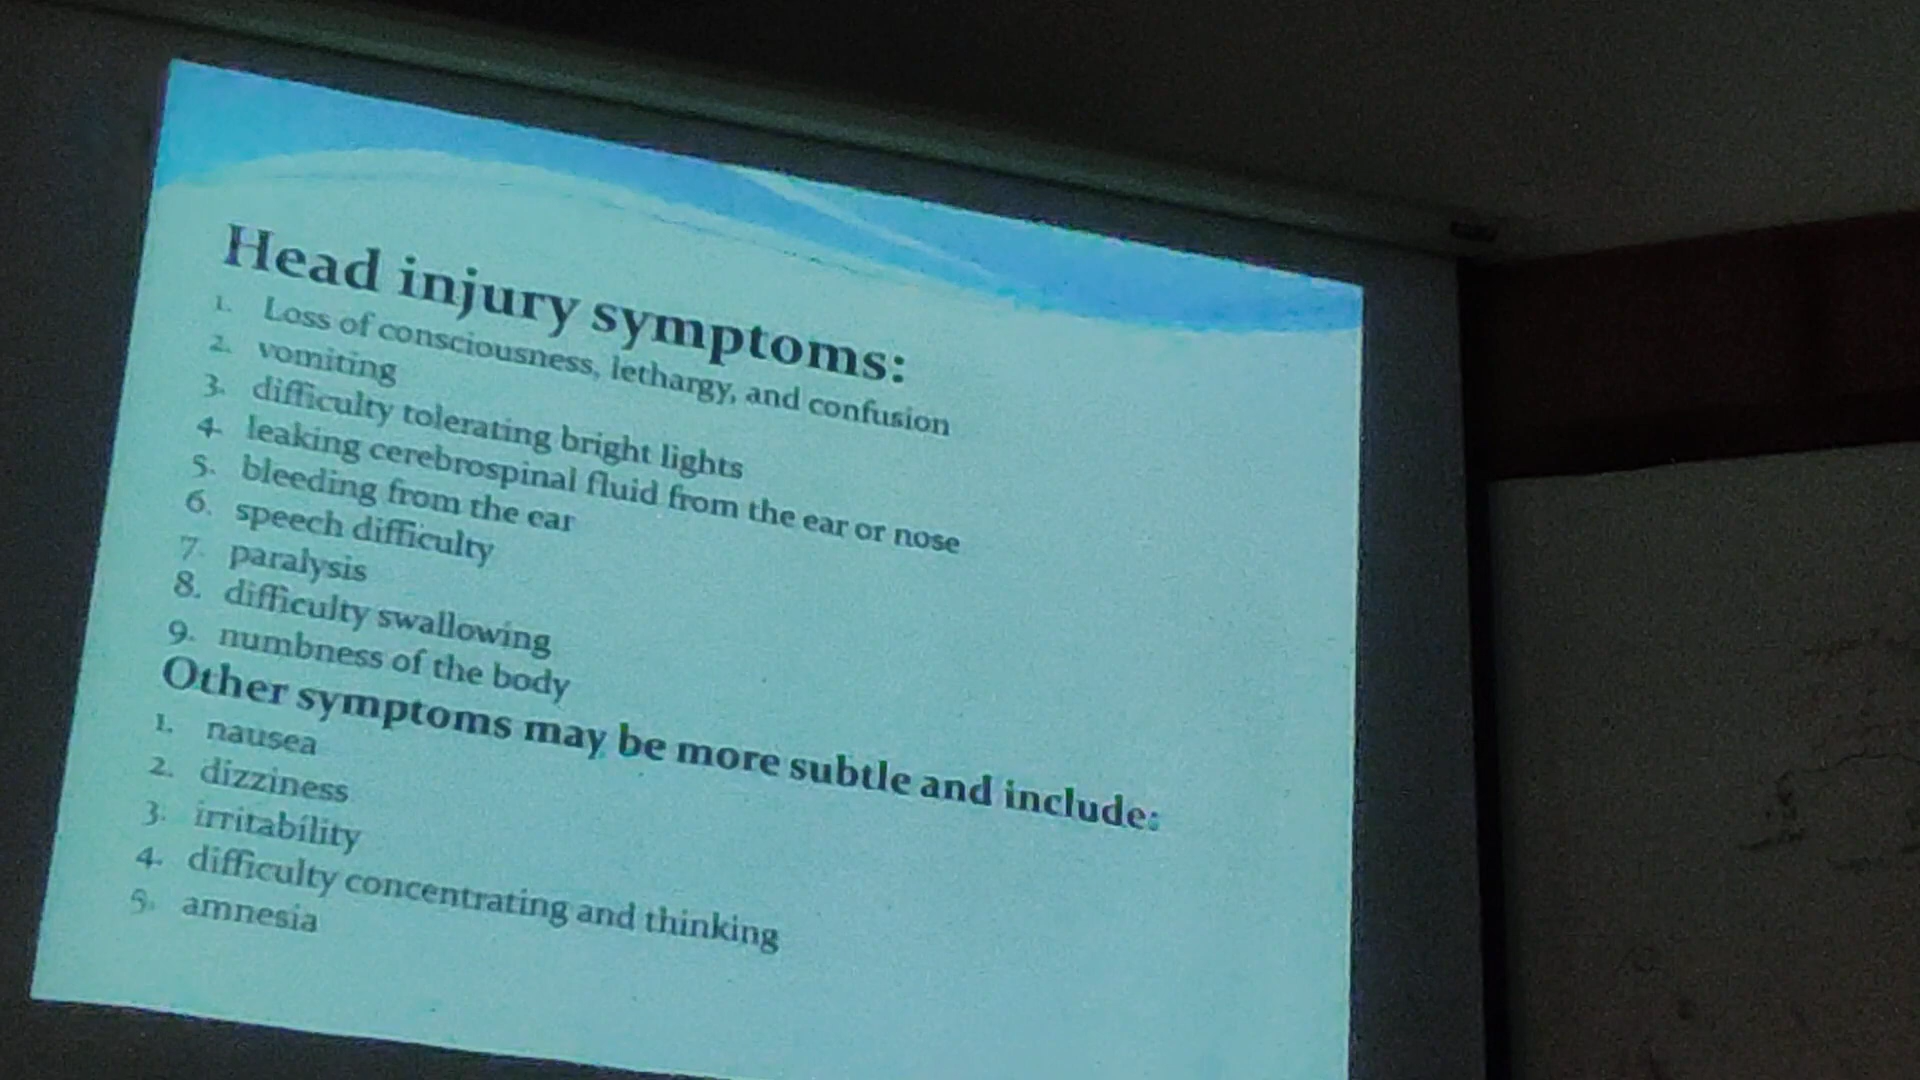 Head injury symptoms:
1. Loss of consciousness, lethargy, and confusion
2. vomiting
3. difficulty tolerating bright lights
4. leaking cerebrospinal fluid from the ear or nose
5. bleeding from the ear
6. speech difficulty
7. paralysis
8. difficulty swallowing
9. numbness of the body
Other symptoms may be more subtle and include:
1. nausea
2. dizziness
3. irritability
4. difficulty concentrating and thinking
5. amnesia